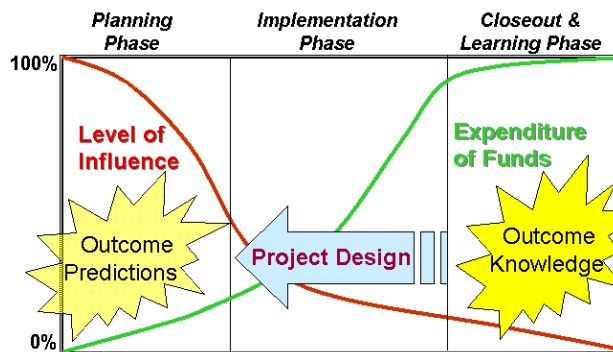 Planning
Phase
Implementation
Phase
Closeout &
Learning Phase
100%
Level of
Influence
Expenditure
of Funds
Outcome
Predictions
Project Design
Outcome
Knowledge
0%